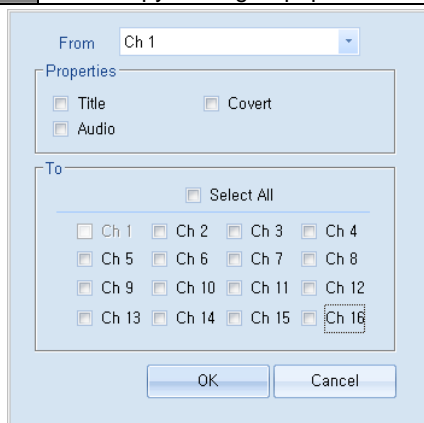 From Ch 1
Properties
Title Covert
Audio
To
Select All
Ch 1 Ch 2 Ch 3 Ch 4
Ch 5 Ch 6 Ch 7 Ch 8
Ch 9 Ch 10 Ch 11 Ch 12
Ch 13 Ch 14 Ch 15 Ch 16
OK Cancel